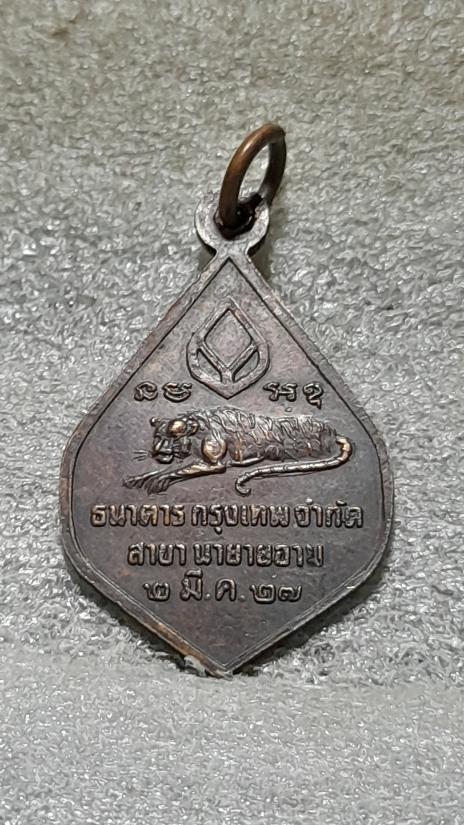 ธนาคาร กรุงเทพ จำกัด
สาขา นายายอาม
๒ มี.ค.๒๗